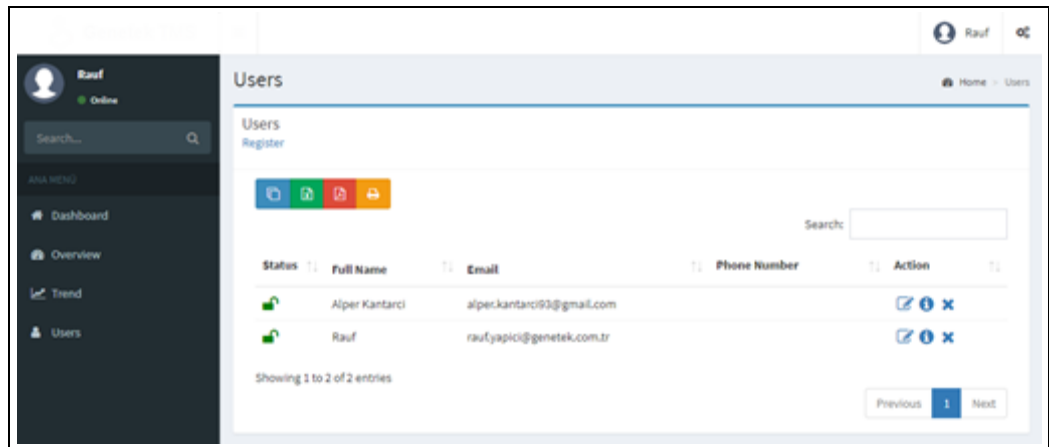 Rauf
Rauf
Online
Users
Home > Users
Search...
Users
Register
ANA MENÜ
Dashboard
Overview
Trend
Users
Search:
Status Full Name Email Phone Number Action
Alper Kantarci alper.kantarci93@gmail.com
Rauf rauf.yapici@genetek.com.tr
Showing 1 to 2 of 2 entries
Previous 1 Next